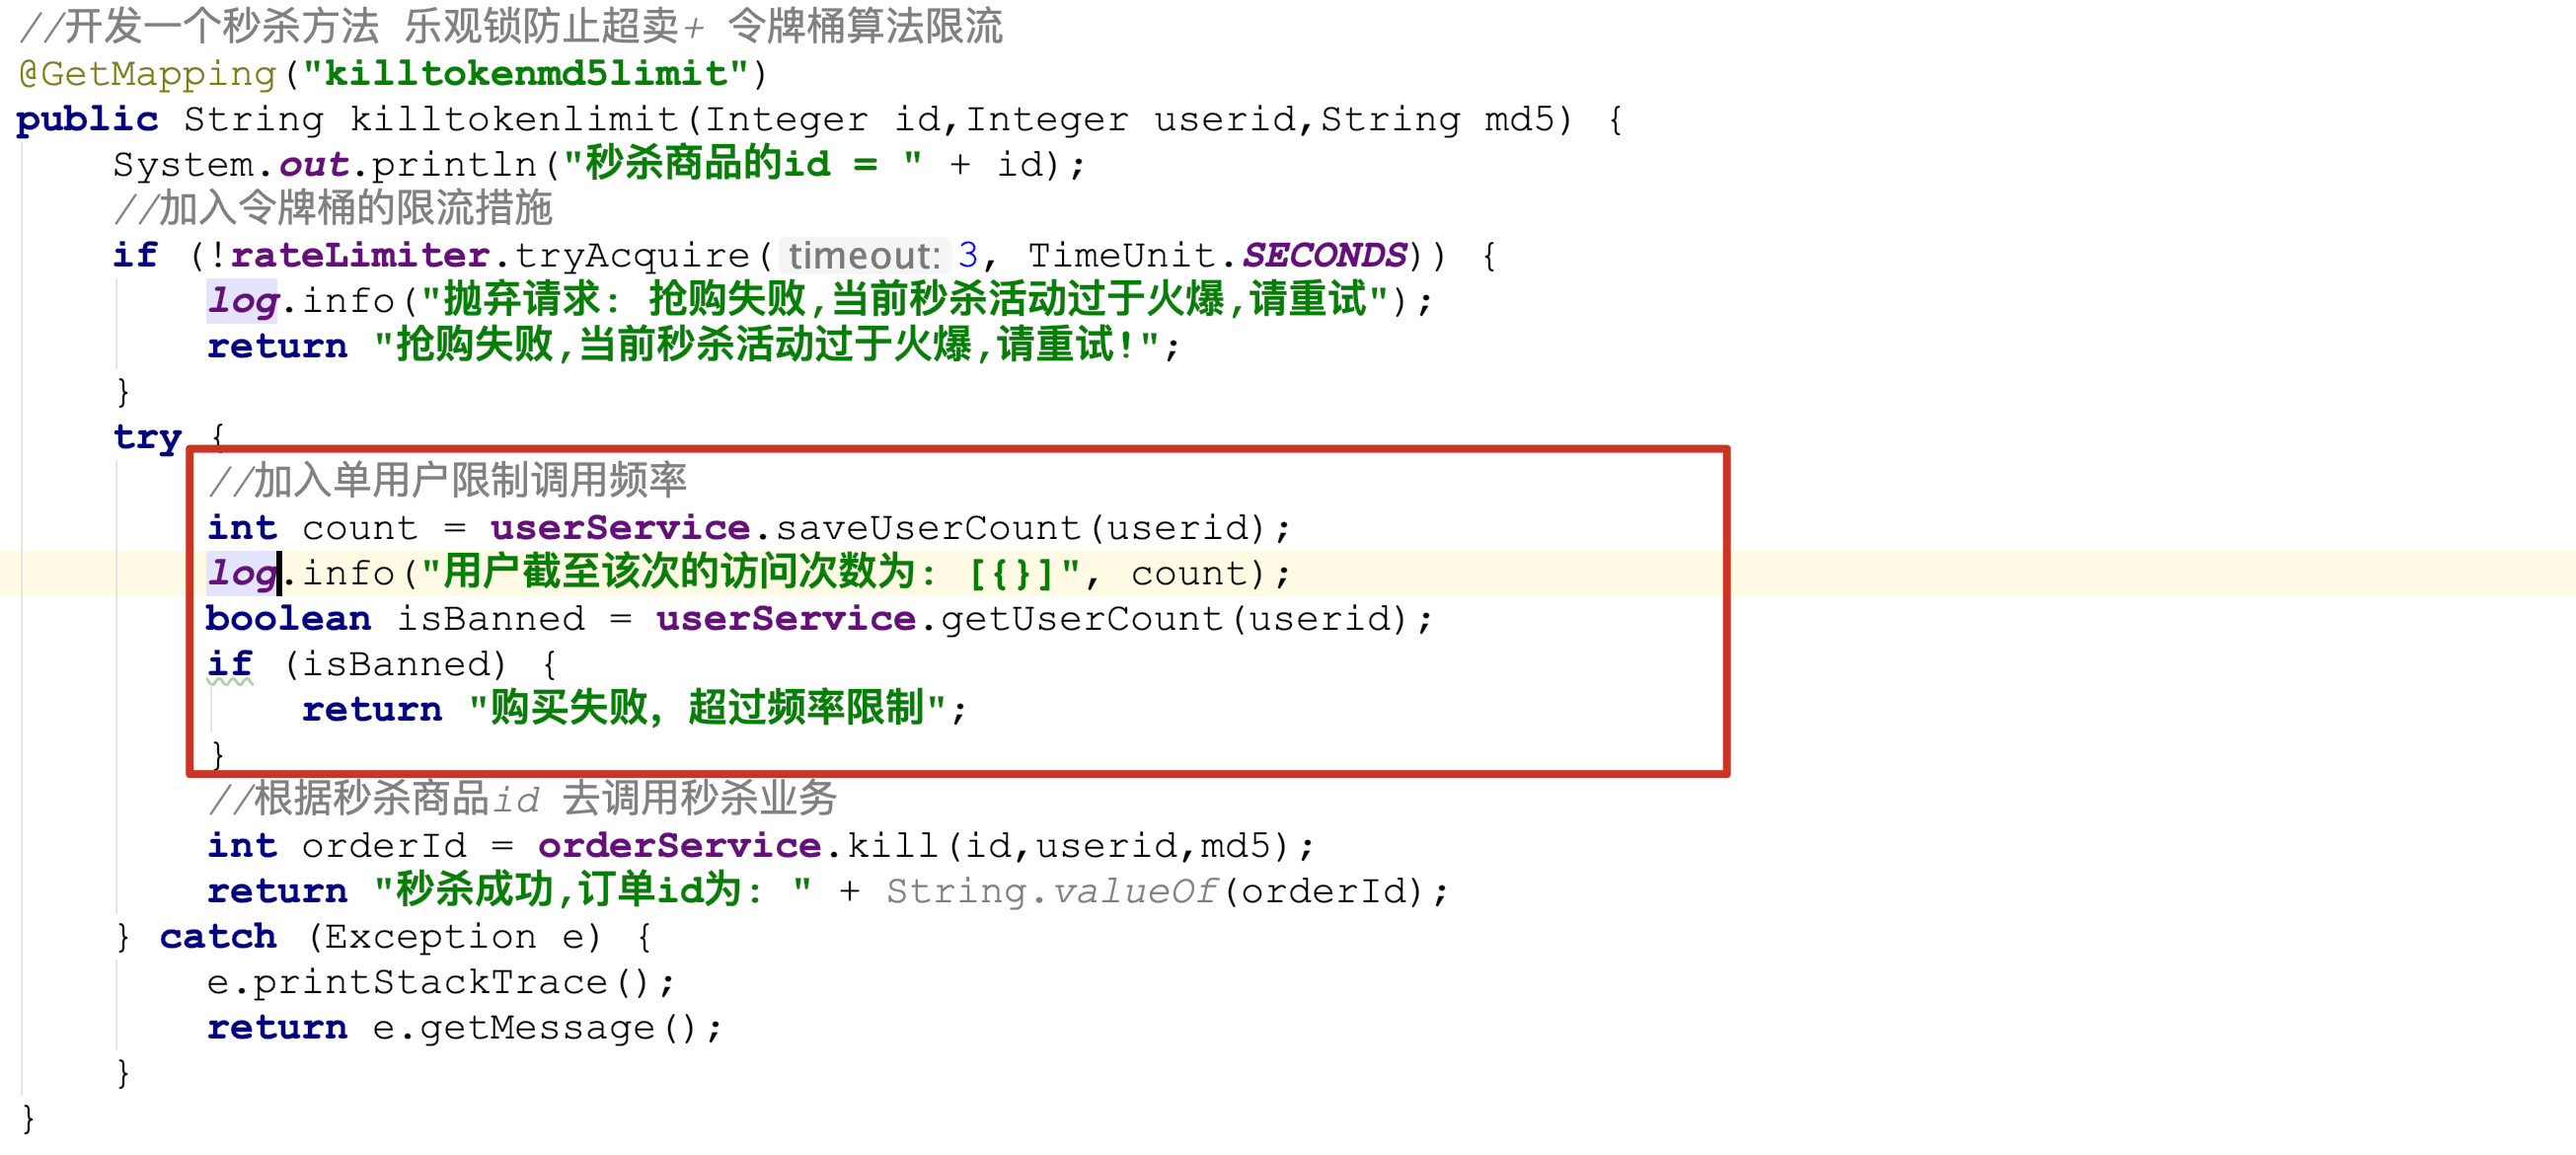 //开发一个秒杀方法 乐观锁防止超卖+ 令牌桶算法限流
@GetMapping("killtokenmd5limit")
public String killtokenlimit(Integer id,Integer userid,String md5) {
System.out.println("秒杀商品的id = " + id);
//加入令牌桶的限流措施
if (!rateLimiter.tryAcquire( timeout: 3, TimeUnit.SECONDS)) {
log.info("抛弃请求: 抢购失败,当前秒杀活动过于火爆,请重试");
return "抢购失败,当前秒杀活动过于火爆,请重试!";
}
try {
//加入单用户限制调用频率
int count = userService.saveUserCount(userid);
log.info("用户截至该次的访问次数为: [{}]", count);
boolean isBanned = userService.getUserCount(userid);
if (isBanned) {
return "购买失败，超过频率限制";
}
//根据秒杀商品id 去调用秒杀业务
int orderId = orderService.kill(id,userid,md5);
return "秒杀成功,订单id为: " + String.valueOf(orderId);
} catch (Exception e) {
e.printStackTrace();
return e.getMessage();
}
}